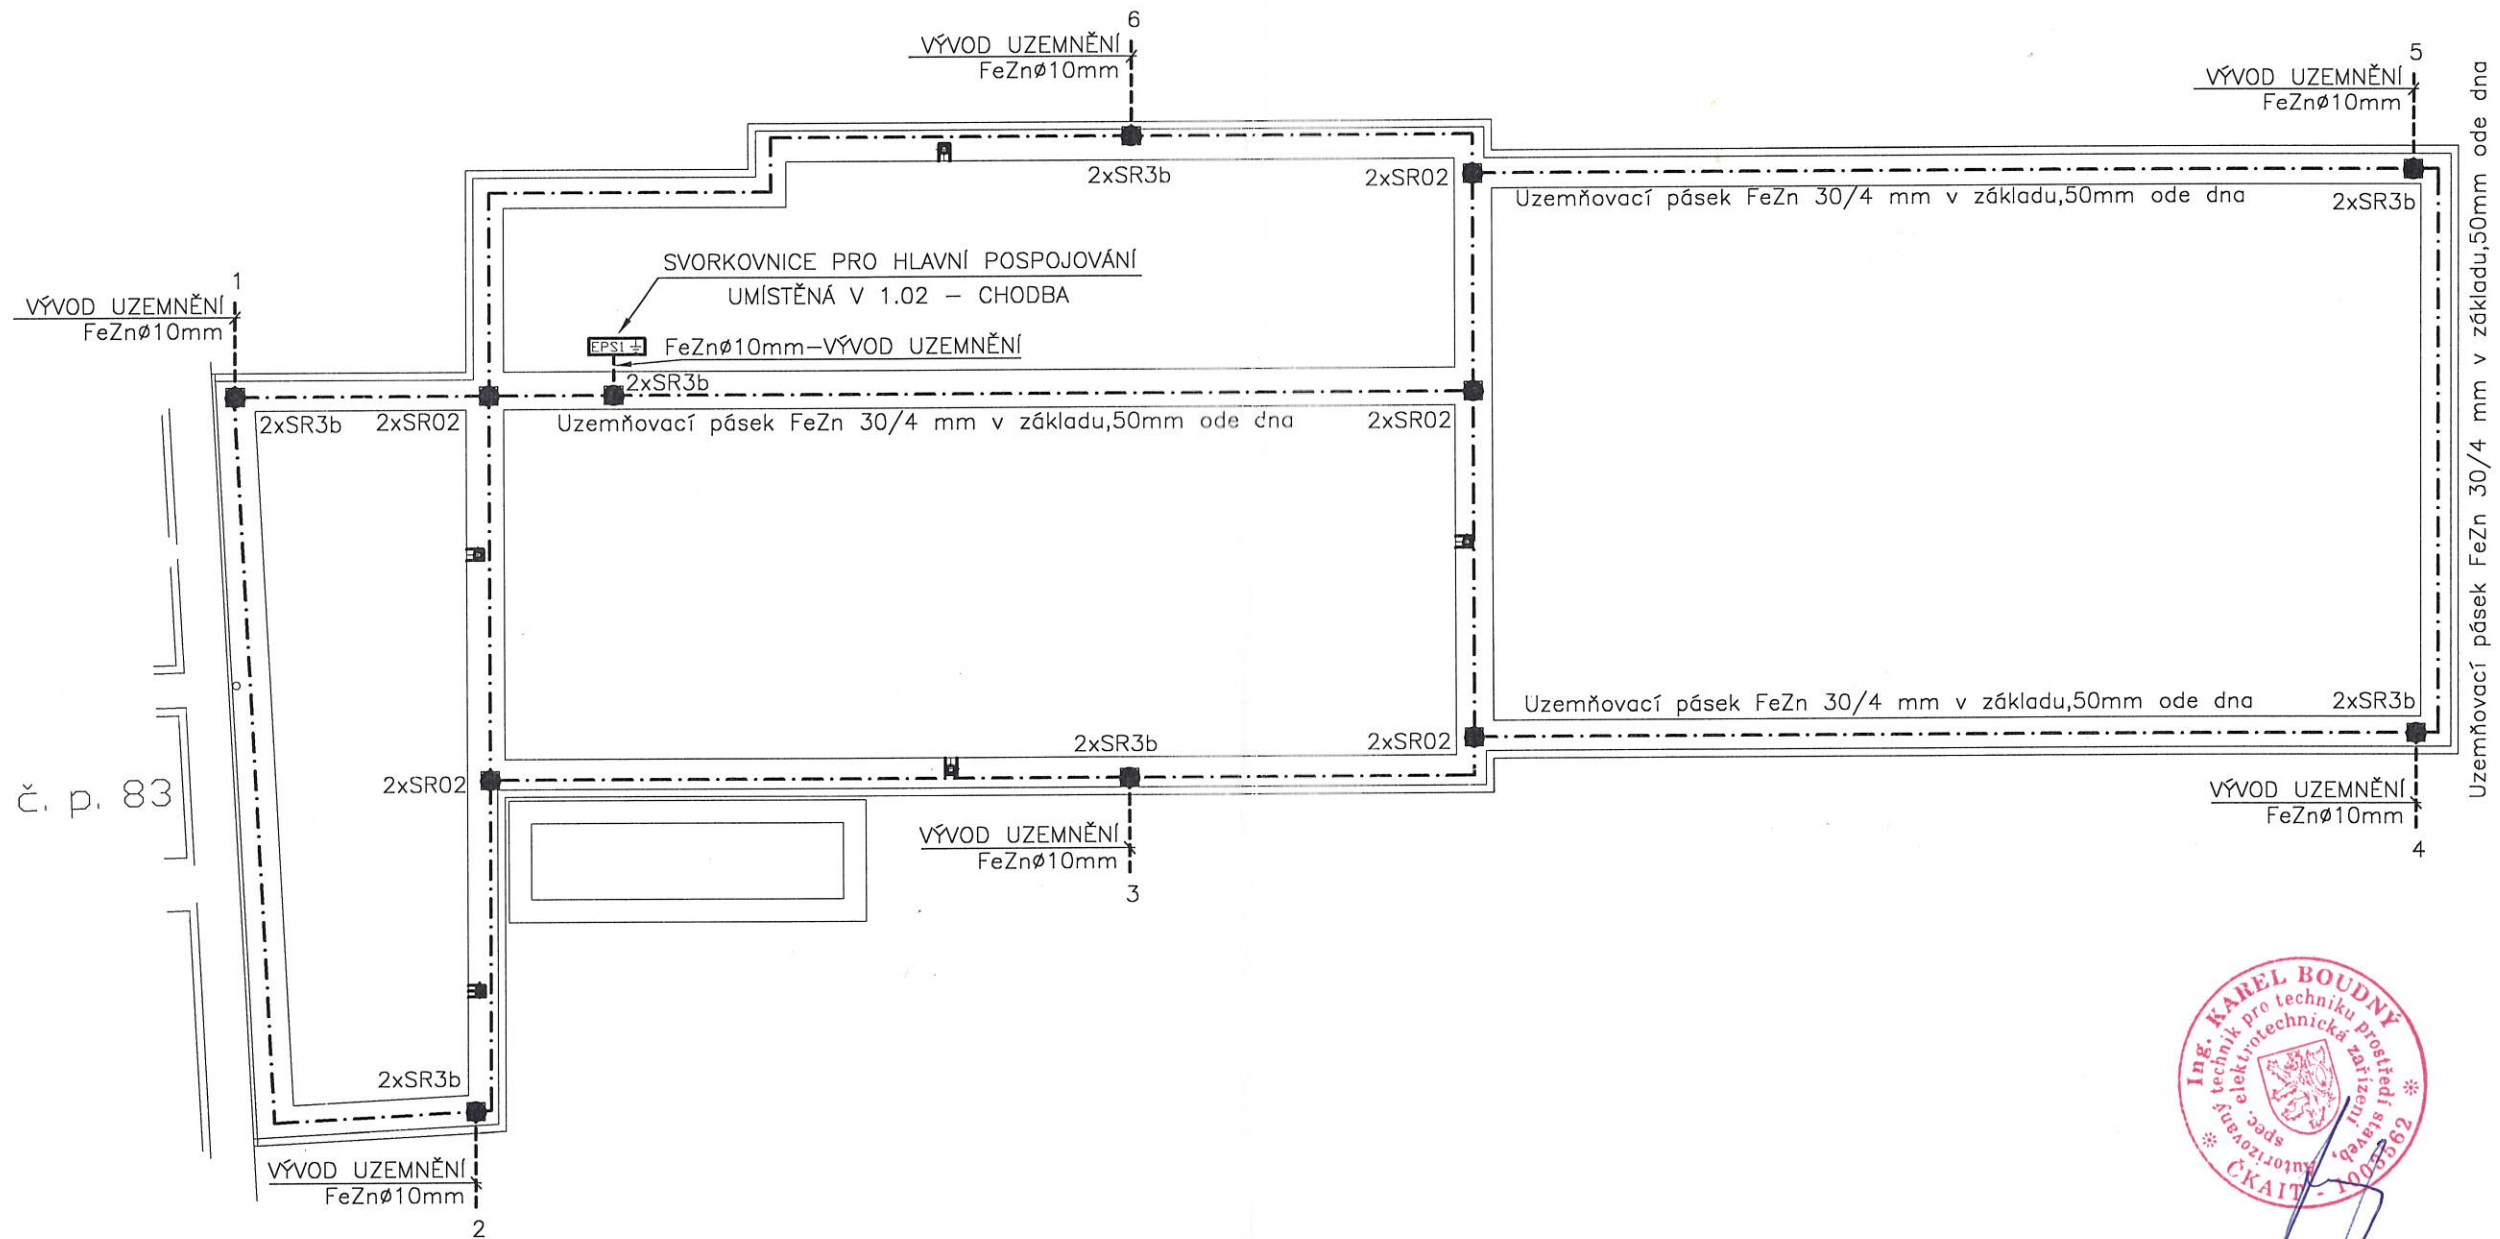 6
VÝVOD UZEMNĚNÍ
FeZnø10mm
5
VÝVOD UZEMNĚNÍ
FeZnø10mm
2xSR3b
2xSR02
Uzemňovací pásek FeZn 30/4 mm v základu,50mm ode dna
2xSR3b
Uzemňovací pásek FeZn 30/4 mm v základu,50mm ode dna
SVORKOVNICE PRO HLAVNÍ POSPOJOVÁNÍ
UMÍSTĚNÁ V 1.02 – CHODBA
1
VÝVOD UZEMNĚNÍ
FeZnø10mm
EPS1
FeZnø10mm–VÝVOD UZEMNĚNÍ
2xSR3b
2xSR3b
2xSR02
Uzemňovací pásek FeZn 30/4 mm v základu,50mm ode dna
2xSR02
Uzemňovací pásek FeZn 30/4 mm v základu,50mm ode dna
2xSR3b
2xSR3b
2xSR02
2xSR02
č. p. 83
VÝVOD UZEMNĚNÍ
FeZnø10mm
3
VÝVOD UZEMNĚNÍ
FeZnø10mm
4
2xSR3b
VÝVOD UZEMNĚNÍ
FeZnø10mm
2
Ing. KAREL BOUDNÝ
Autorizovaný technik pro techniku prostředí staveb,
spec. elektrotechnická zařízení
ČKAIT - 1003562